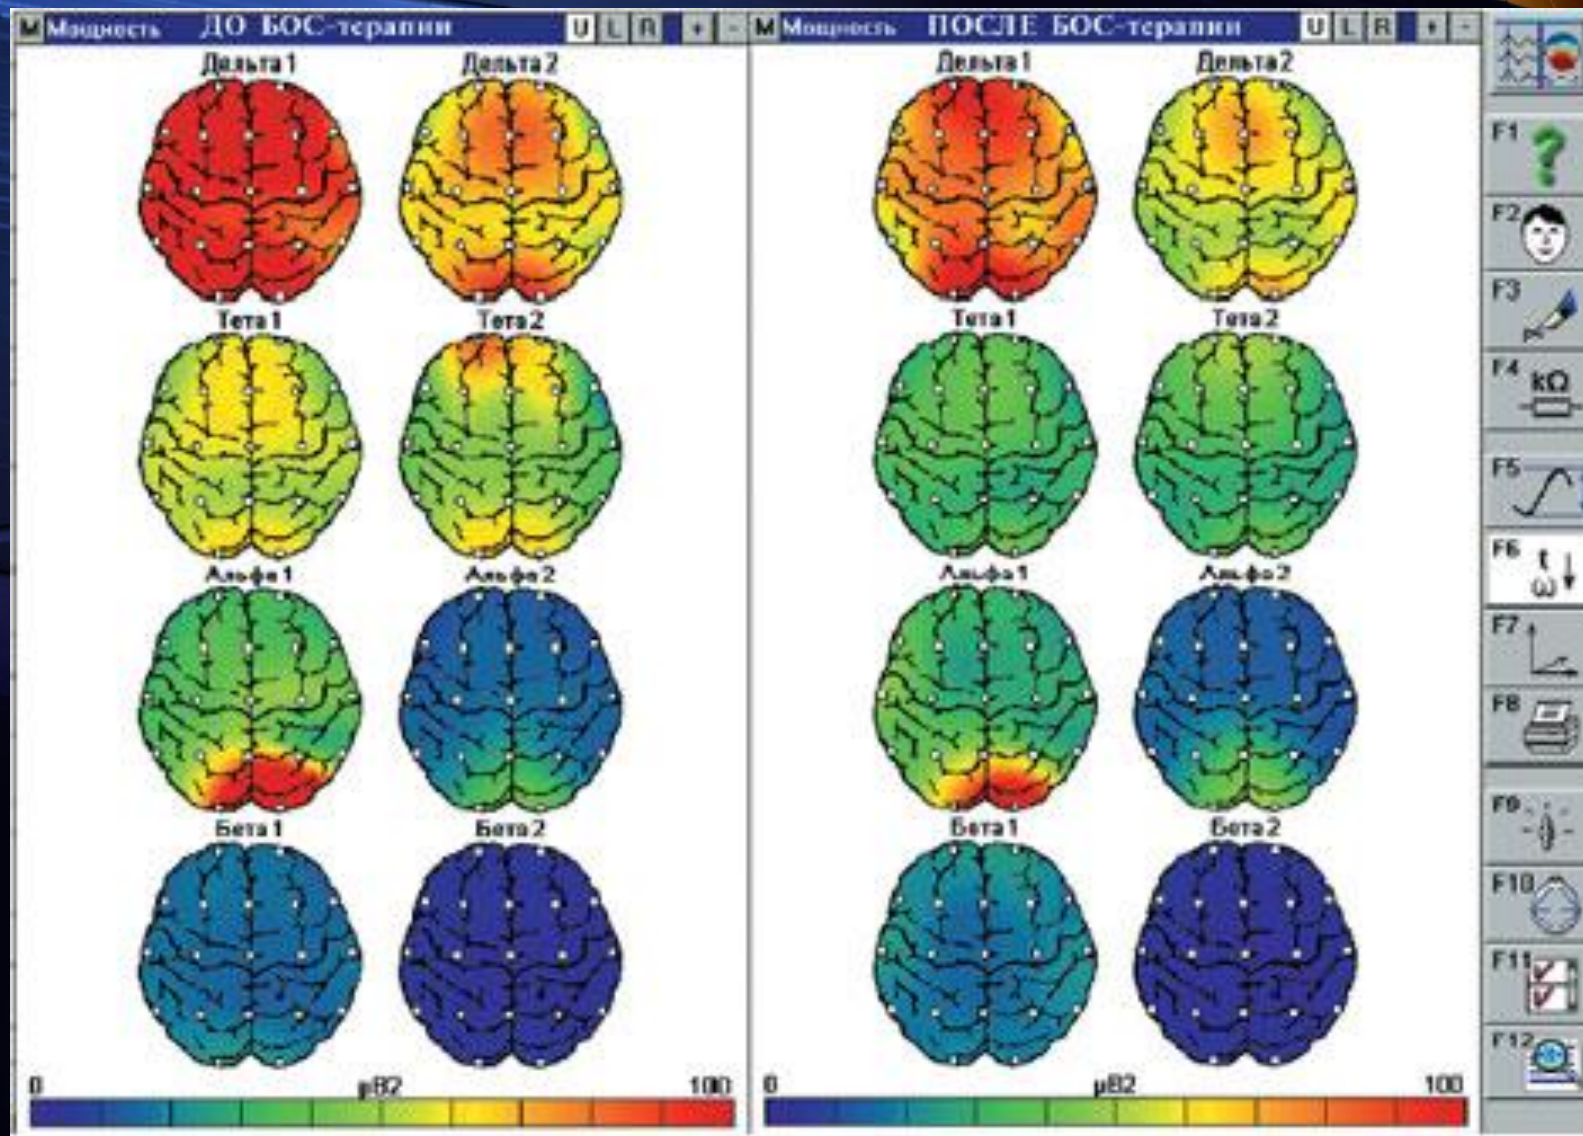 M Мощность ДО БОС-терапии U L R + -
Дельта 1 Дельта 2
Тета 1 Тета 2
Альфа 1 Альфа 2
Бета 1 Бета 2
0 µВ2 100
M Мощность ПОСЛЕ БОС-терапии U L R + -
Дельта 1 Дельта 2
Тета 1 Тета 2
Альфа 1 Альфа 2
Бета 1 Бета 2
0 µВ2 100
F1 ?
F2
F3
F4 kΩ
F5
F6 t ω
F7
F8
F9
F10
F11
F12